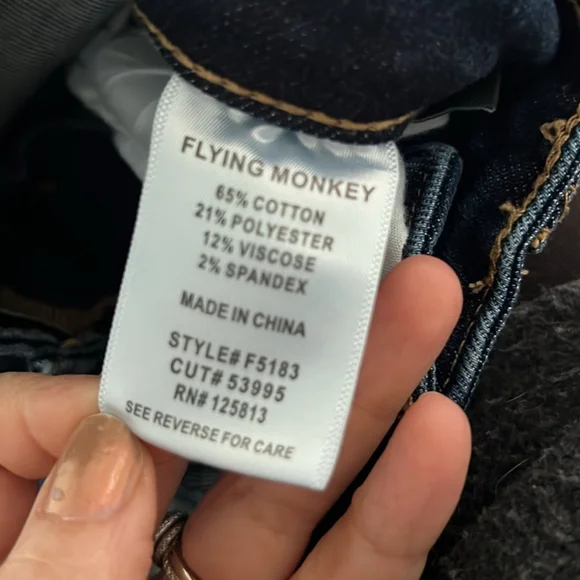 FLYING MONKEY
65% COTTON
21% POLYESTER
12% VISCOSE
2% SPANDEX
MADE IN CHINA
STYLE# F5183
CUT# 53995
RN# 125813
SEE REVERSE FOR CARE